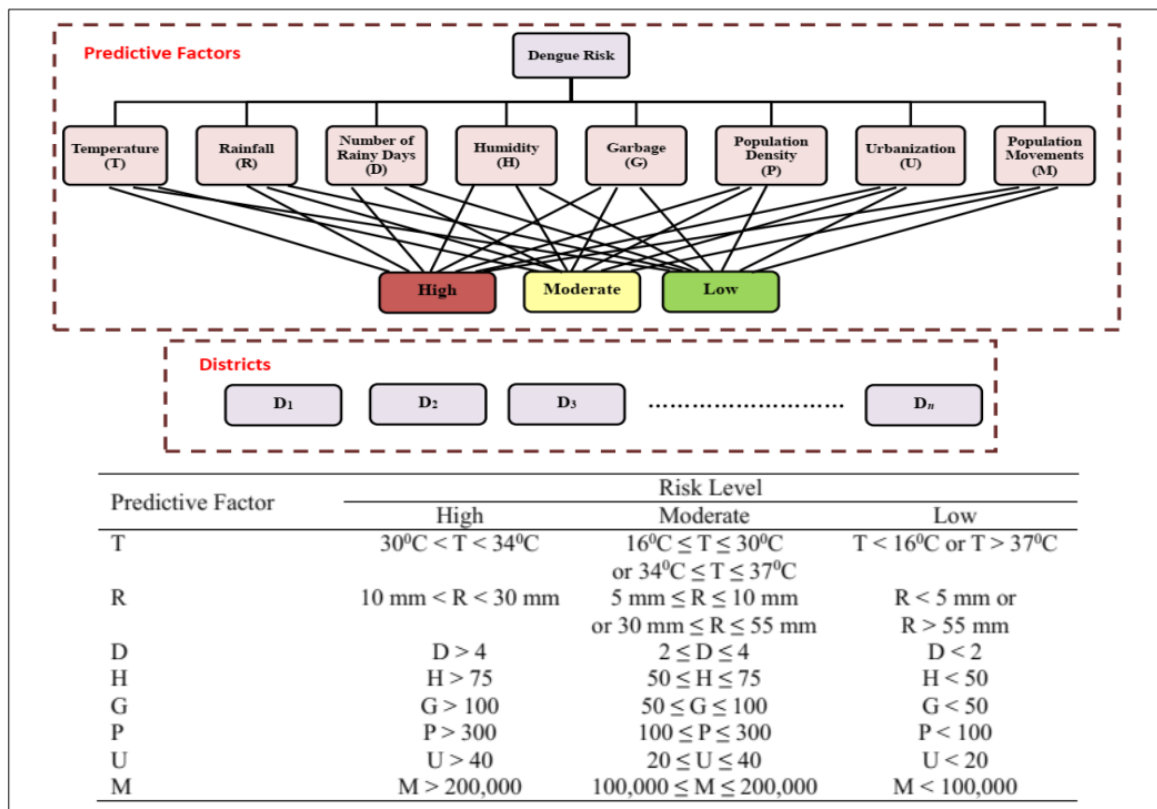 Predictive Factors
Dengue Risk
Temperature
(T)
Rainfall
(R)
Number of
Rainy Days
(D)
Humidity
(H)
Garbage
(G)
Population
Density
(P)
Urbanization
(U)
Population
Movements
(M)
High
Moderate
Low
Districts
D1
D2
D3
..............................
Dn
Predictive Factor
Risk Level
High Moderate Low
T 30⁰C < T < 34⁰C 16⁰C ≤ T ≤ 30⁰C T < 16⁰C or T > 37⁰C
or 34⁰C ≤ T ≤ 37⁰C
R 10 mm < R < 30 mm 5 mm ≤ R ≤ 10 mm R < 5 mm or
or 30 mm ≤ R ≤ 55 mm R > 55 mm
D D > 4 2 ≤ D ≤ 4 D < 2
H H > 75 50 ≤ H ≤ 75 H < 50
G G > 100 50 ≤ G ≤ 100 G < 50
P P > 300 100 ≤ P ≤ 300 P < 100
U U > 40 20 ≤ U ≤ 40 U < 20
M M > 200,000 100,000 ≤ M ≤ 200,000 M < 100,000